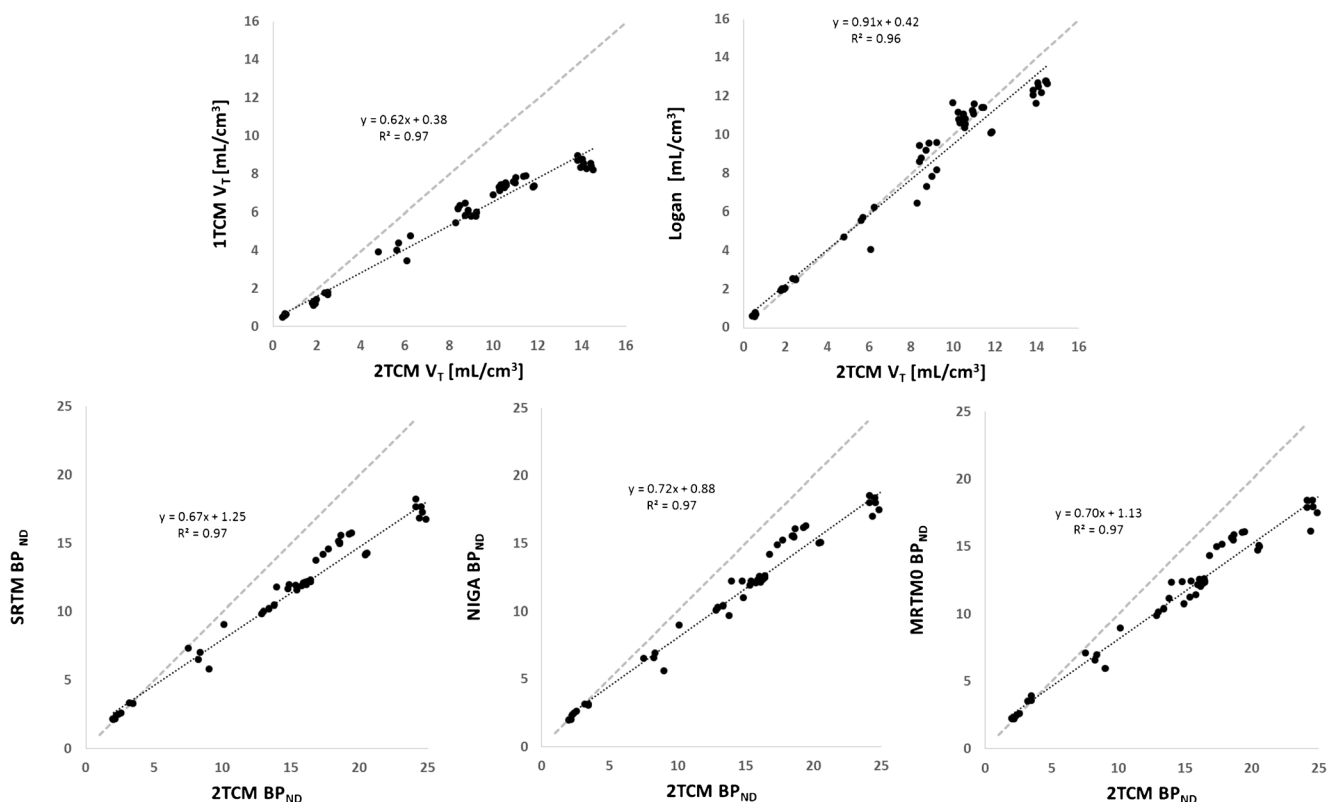 y = 0.62x + 0.38
R² = 0.97
1TCM V_T [mL/cm³]
16
14
12
10
8
6
4
2
0
0 2 4 6 8 10 12 14 16
2TCM V_T [mL/cm³]
y = 0.91x + 0.42
R² = 0.96
Logan [mL/cm³]
16
14
12
10
8
6
4
2
0
0 2 4 6 8 10 12 14 16
2TCM V_T [mL/cm³]
y = 0.67x + 1.25
R² = 0.97
SRTM BP_ND
25
20
15
10
5
0
0 5 10 15 20 25
2TCM BP_ND
y = 0.72x + 0.88
R² = 0.97
NIGA BP_ND
25
20
15
10
5
0
0 5 10 15 20 25
2TCM BP_ND
y = 0.70x + 1.13
R² = 0.97
MRTM0 BP_ND
25
20
15
10
5
0
0 5 10 15 20 25
2TCM BP_ND